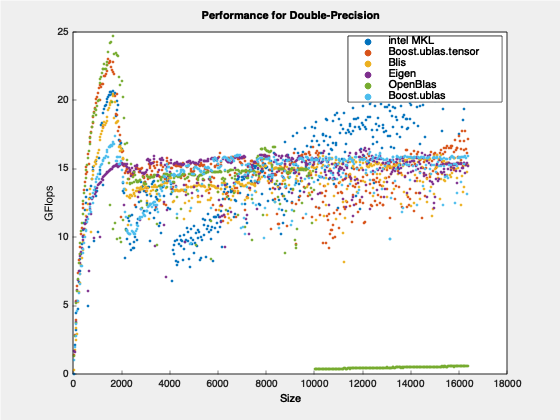 Performance for Double-Precision
25
20
15
10
5
0
GFlops
intel MKL
Boost.ublas.tensor
Blis
Eigen
OpenBlas
Boost.ublas
0 2000 4000 6000 8000 10000 12000 14000 16000 18000
Size